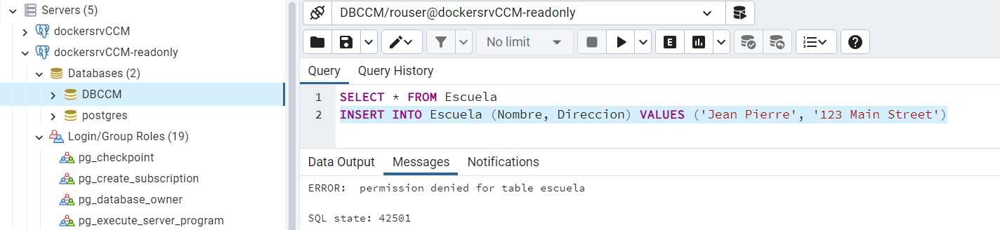 Servers (5)
dockersrvCCM
dockersrvCCM-readonly
Databases (2)
DBCCM
postgres
Login/Group Roles (19)
pg_checkpoint
pg_create_subscription
pg_database_owner
pg_execute_server_program
DBCCM/rouser@dockersrvCCM-readonly
No limit
E
Query Query History
1 SELECT * FROM Escuela
2 INSERT INTO Escuela (Nombre, Direccion) VALUES ('Jean Pierre', '123 Main Street')
Data Output Messages Notifications
ERROR:  permission denied for table escuela
SQL state: 42501